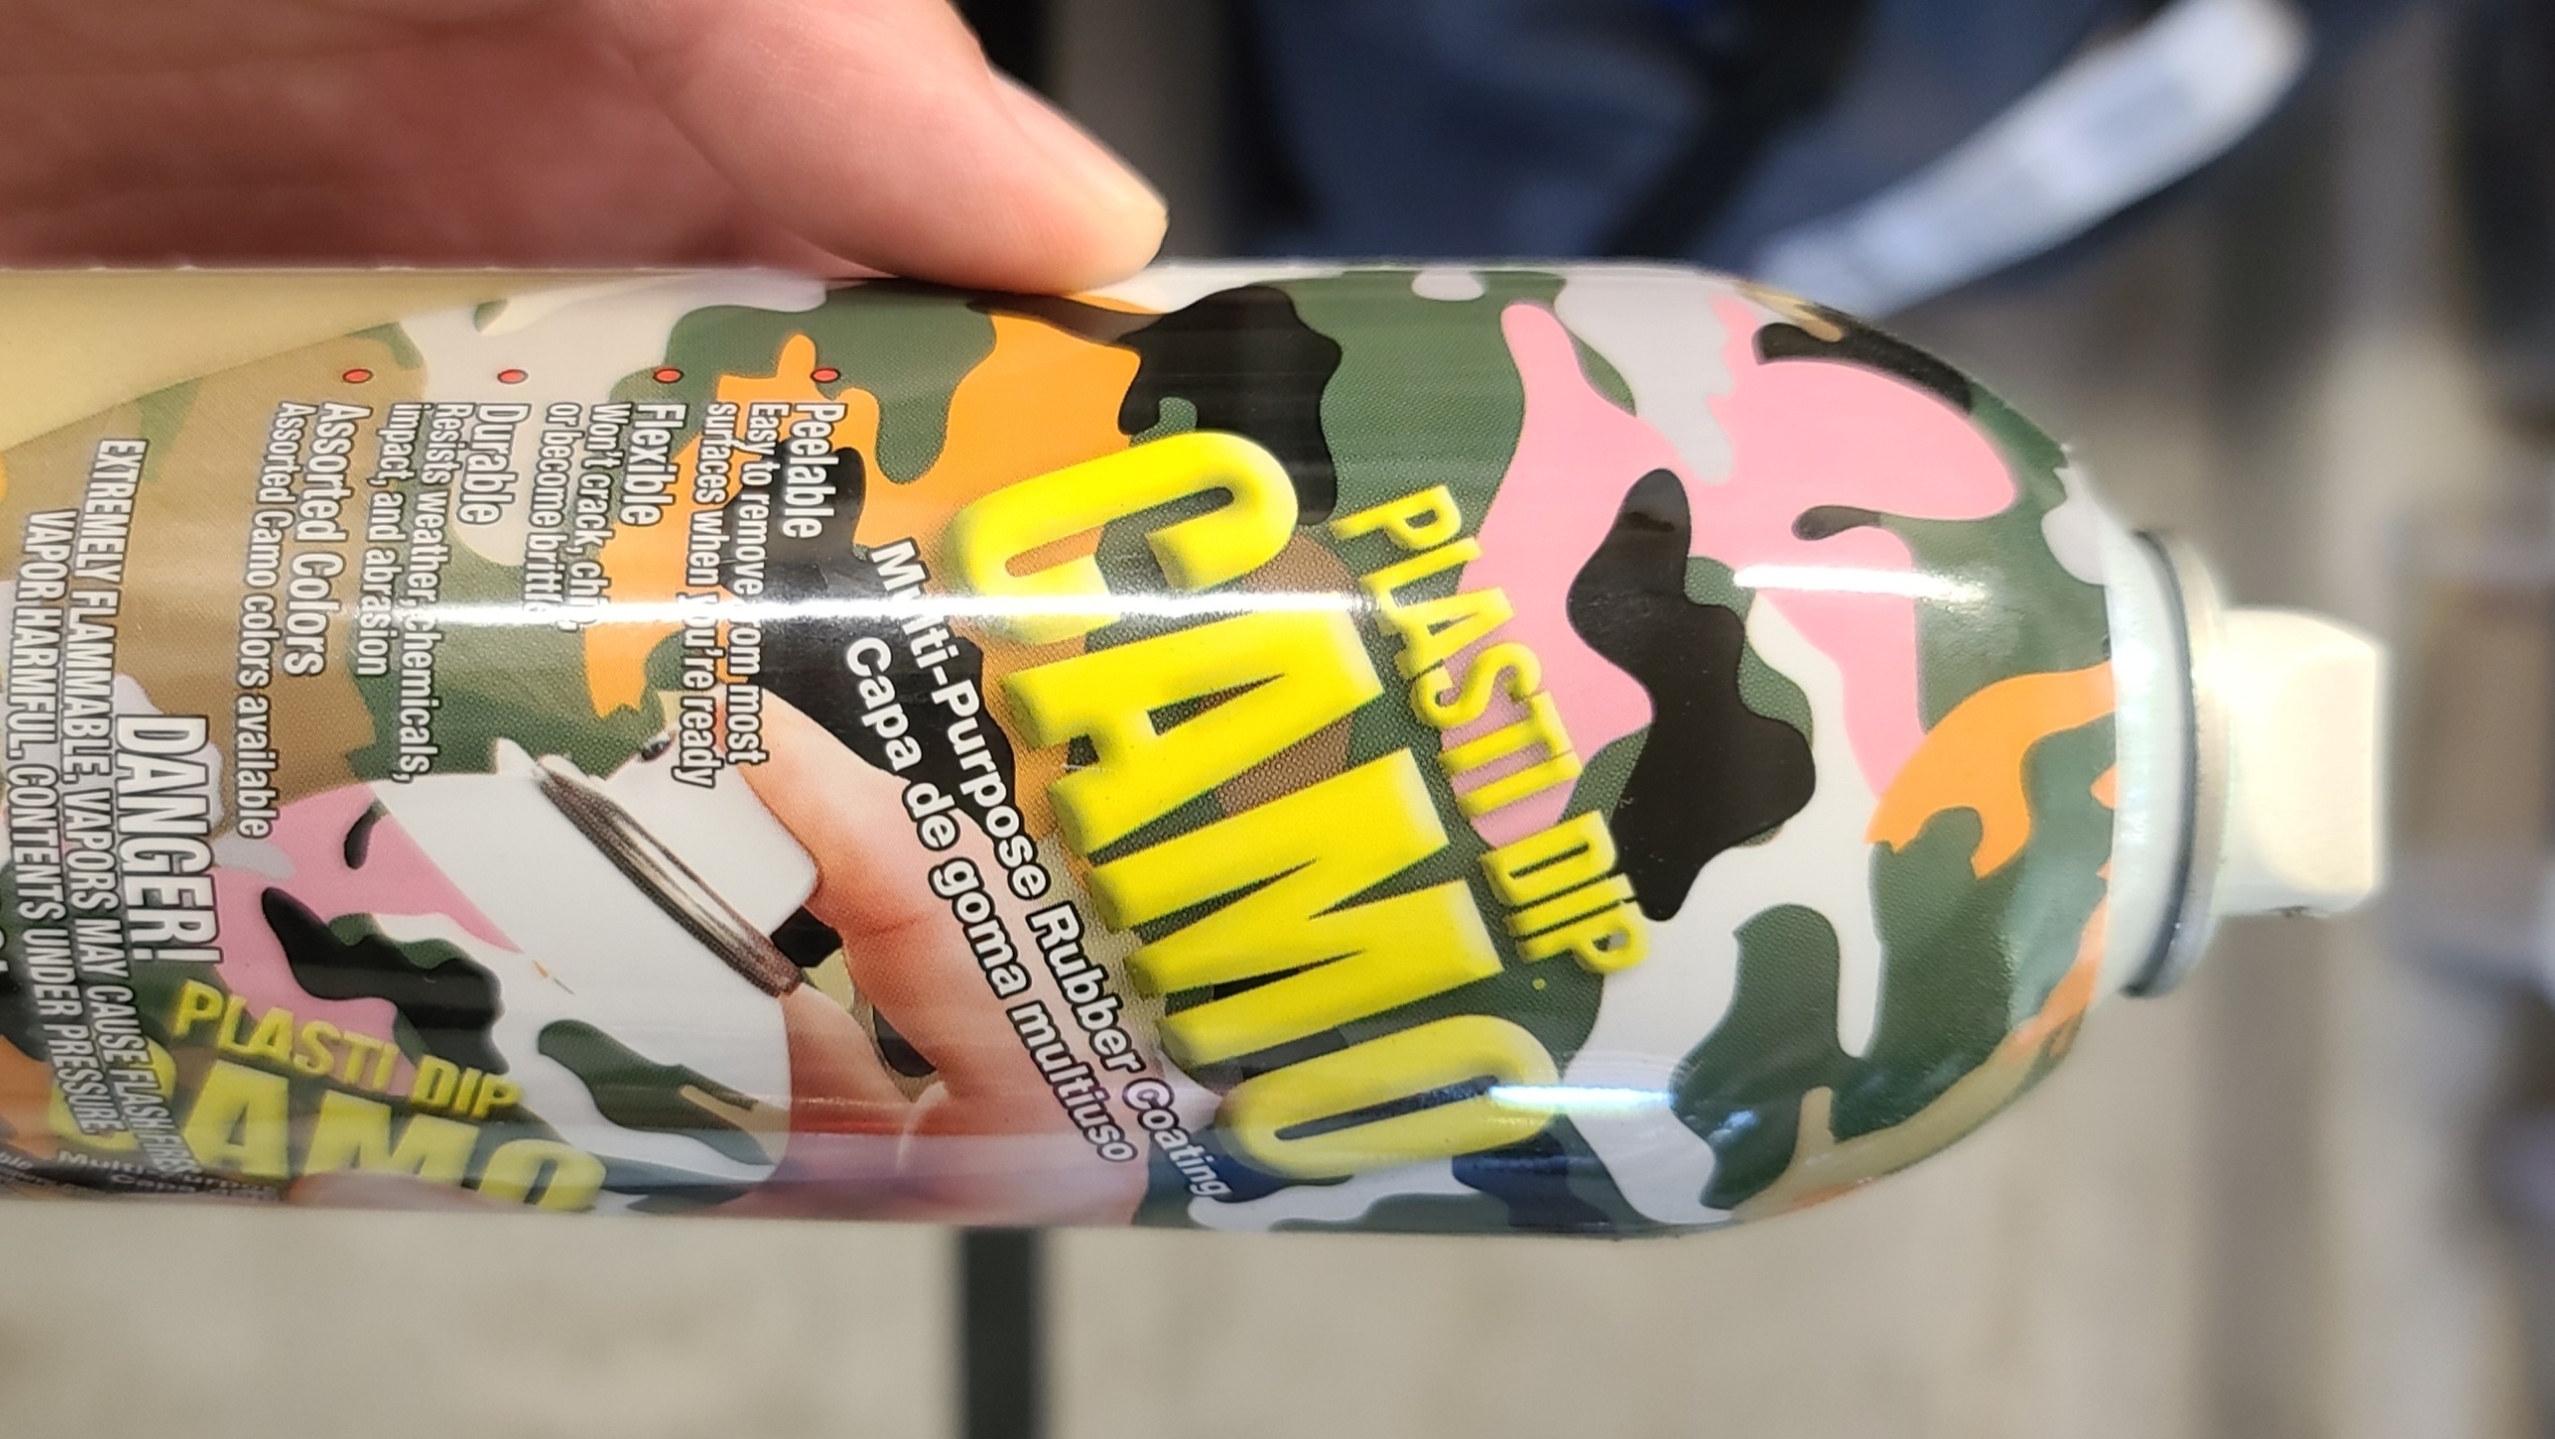 PLASTI DIP
CAMO
Multi-Purpose Rubber Coating
Capa de goma multiuso
Peelable
Easy to remove from most
surfaces when you're ready
Flexible
Won't crack, chip,
or become brittle
Durable
Resists weather, chemicals,
impact, and abrasion
Assorted Colors
Assorted Camo colors available
PLASTI DIP
CAMO
DANGER!
EXTREMELY FLAMMABLE, VAPORS MAY CAUSE FLASH FIRES
VAPOR HARMFUL, CONTENTS UNDER PRESSURE